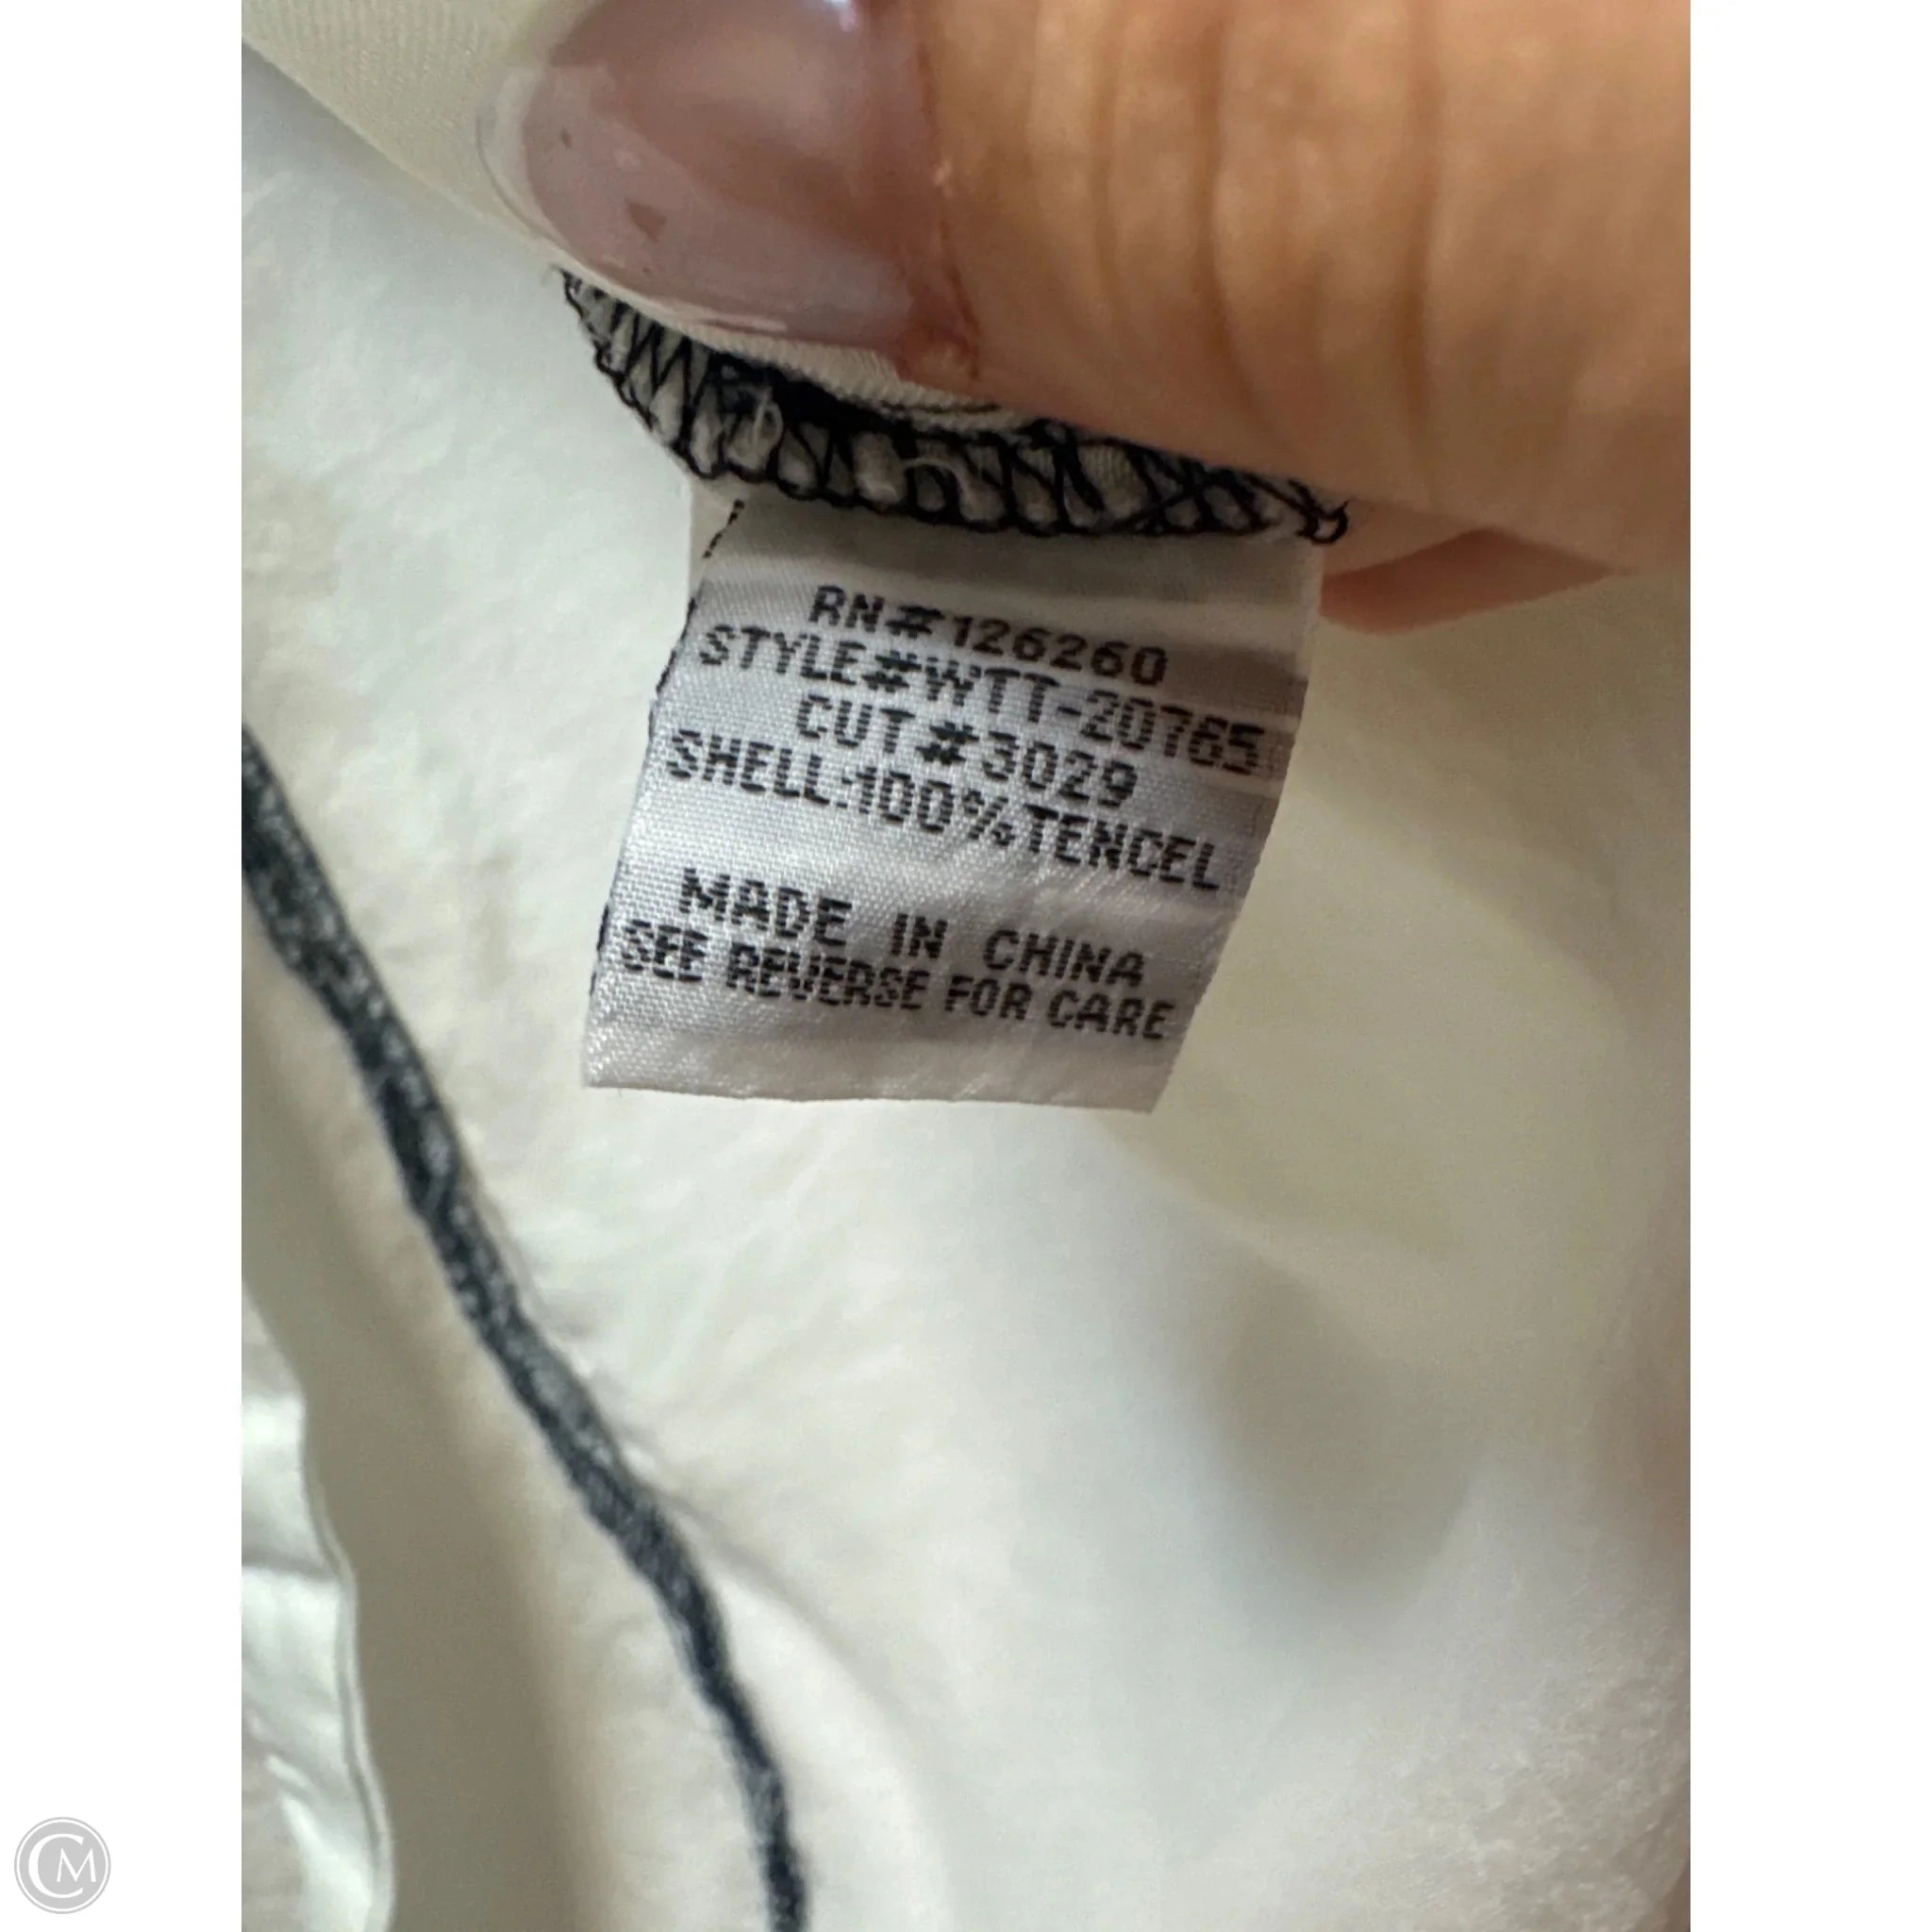 RN#126260
STYLE#WTT-20765
CUT#3029
SHELL:100%TENCEL
MADE IN CHINA
SEE REVERSE FOR CARE
CM